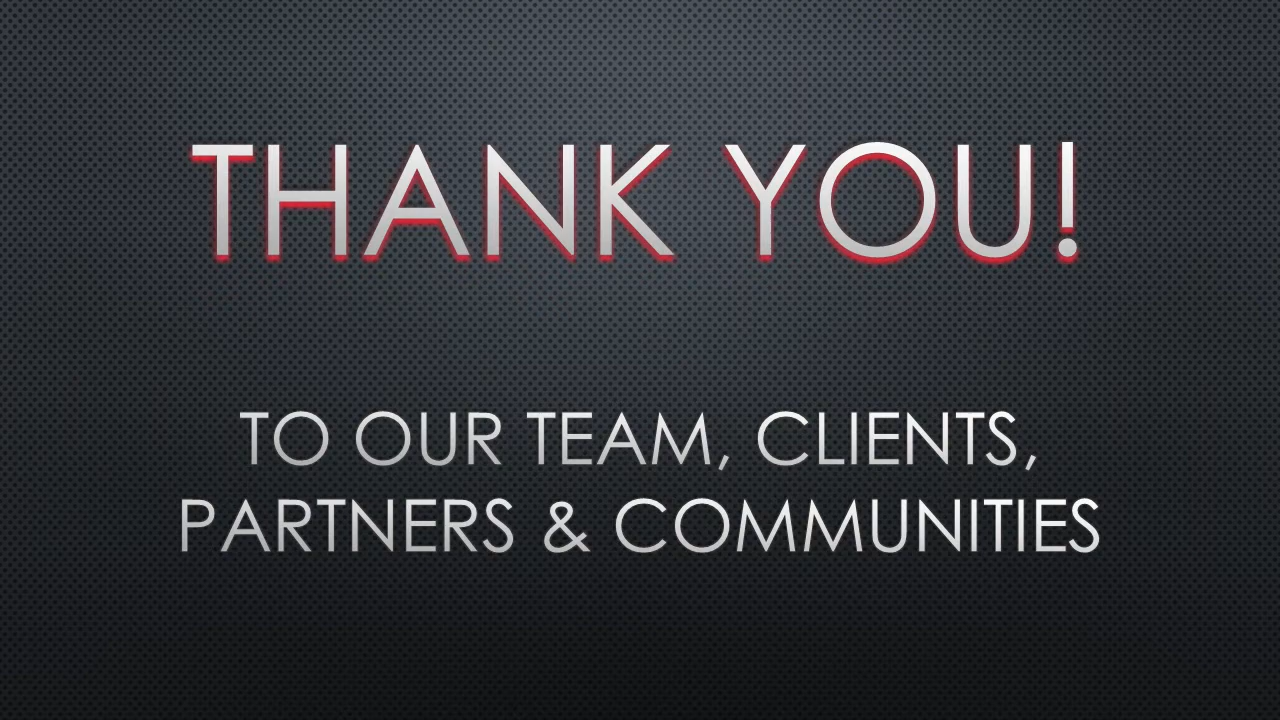 THANK YOU!
TO OUR TEAM, CLIENTS,
PARTNERS & COMMUNITIES